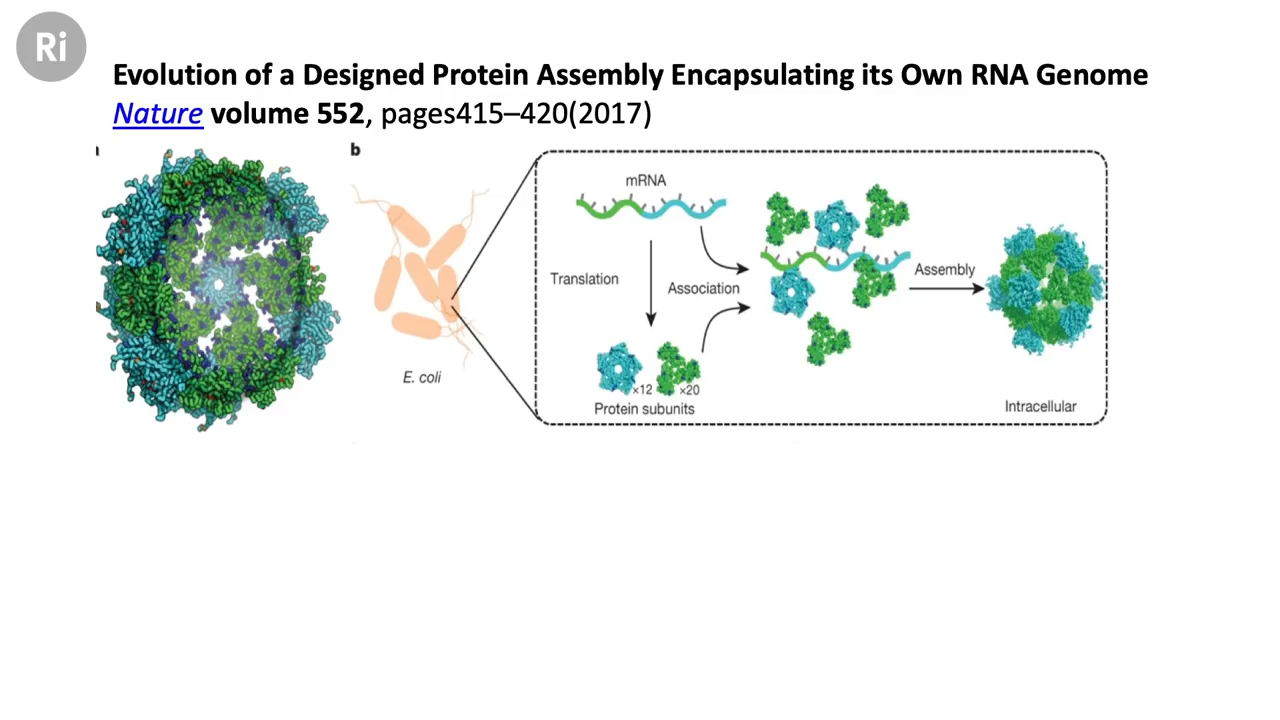 Ri
Evolution of a Designed Protein Assembly Encapsulating its Own RNA Genome
Nature volume 552, pages415–420(2017)
b
mRNA
Translation
Association
Assembly
E. coli
×12
×20
Protein subunits
Intracellular